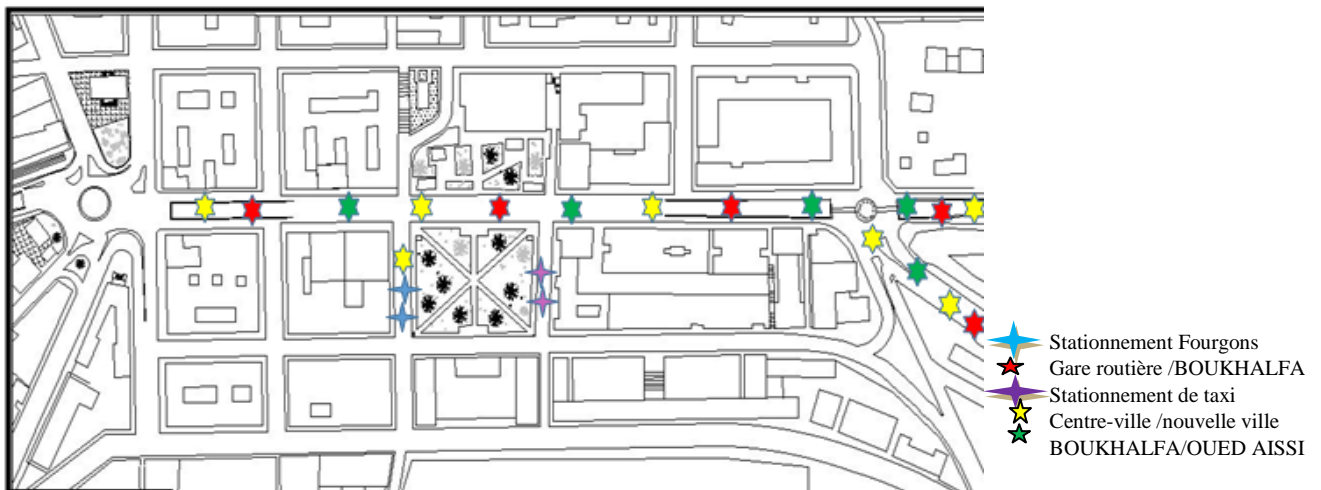 Stationnement Fourgons
Gare routière /BOUKHALFA
Stationnement de taxi
Centre-ville /nouvelle ville
BOUKHALFA/OUED AISSI